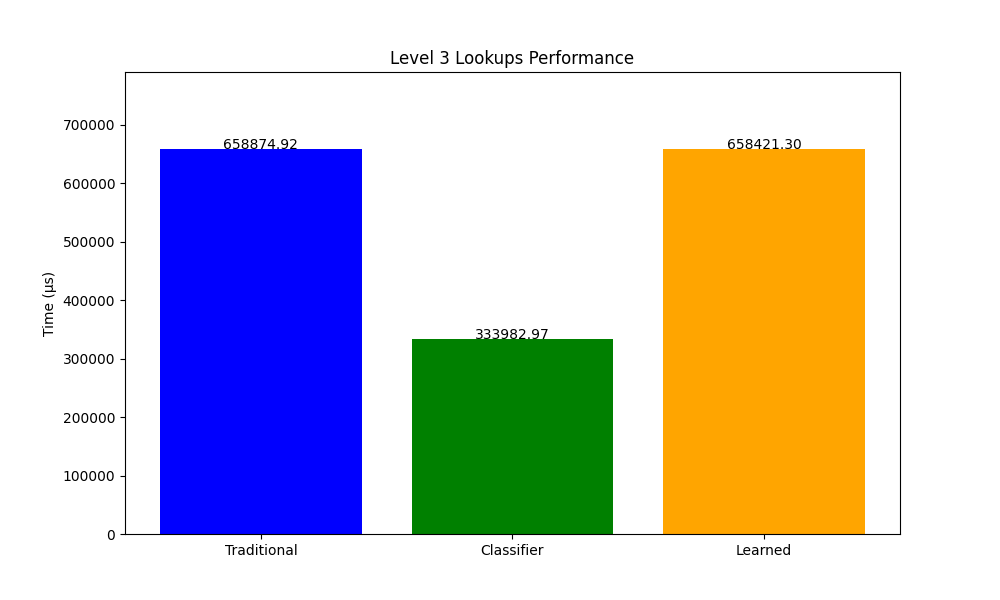 Level 3 Lookups Performance
Time (µs)
700000
600000
500000
400000
300000
200000
100000
0
658874.92
333982.97
658421.30
Traditional
Classifier
Learned